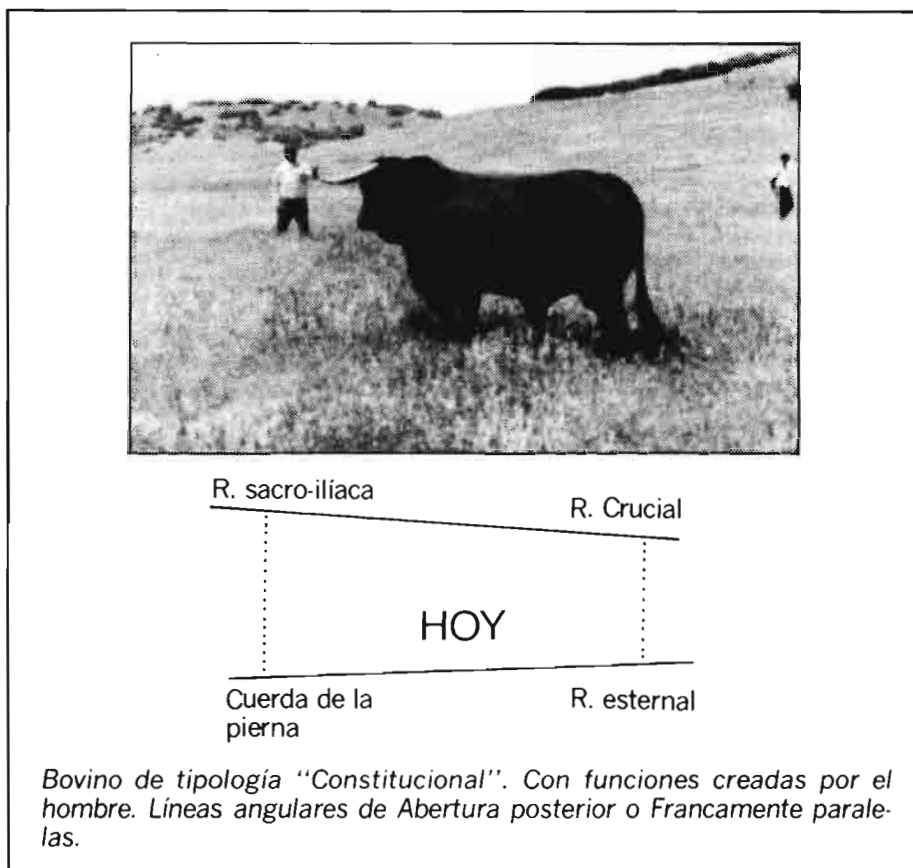 R. sacro-ilíaca
R. Crucial
HOY
Cuerda de la
pierna
R. esternal
Bovino de tipología "Constitucional". Con funciones creadas por el
hombre. Líneas angulares de Abertura posterior o Francamente parale-
las.